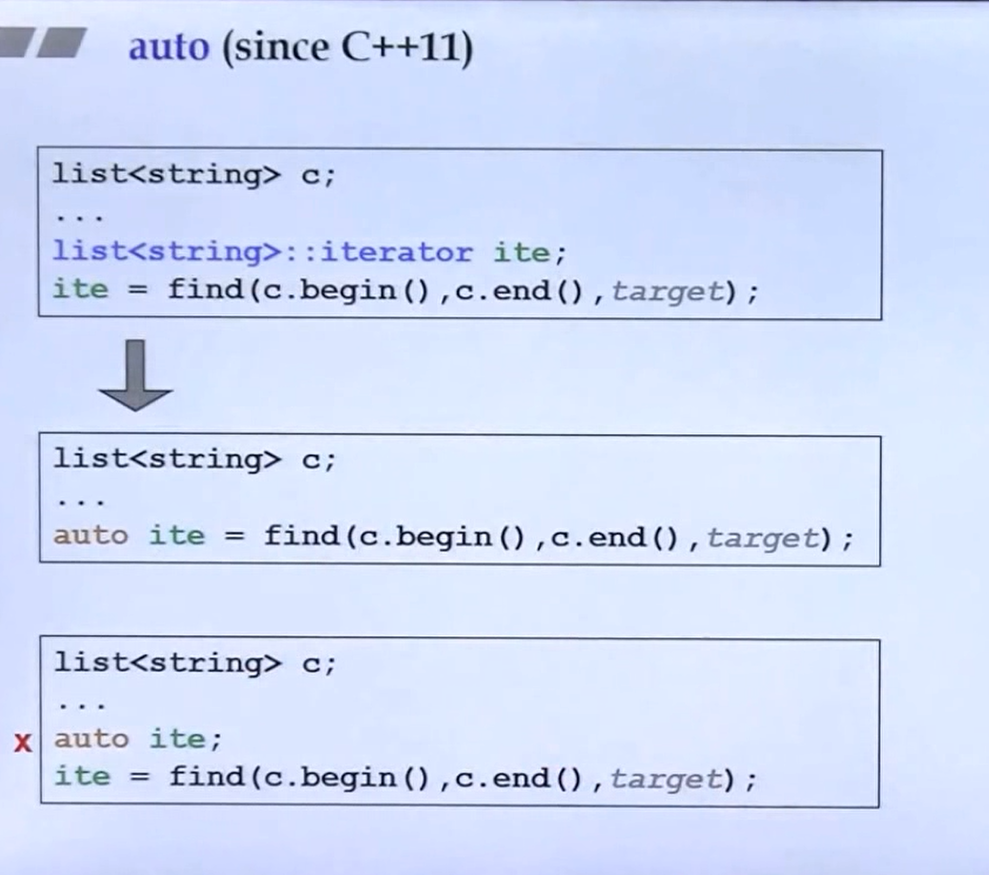 auto (since C++11)
list<string> c;
...
list<string>::iterator ite;
ite = find(c.begin(),c.end(),target);
list<string> c;
...
auto ite = find(c.begin(),c.end(),target);
list<string> c;
...
x auto ite;
ite = find(c.begin(),c.end(),target);